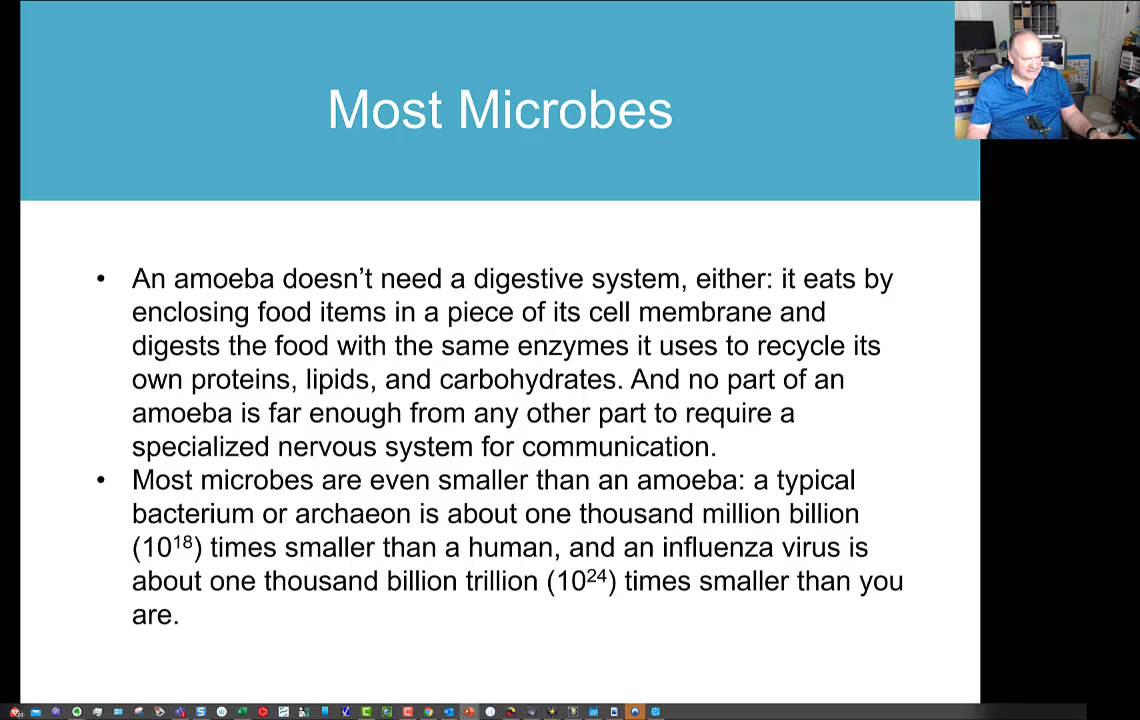 Most Microbes
• An amoeba doesn’t need a digestive system, either: it eats by
enclosing food items in a piece of its cell membrane and
digests the food with the same enzymes it uses to recycle its
own proteins, lipids, and carbohydrates. And no part of an
amoeba is far enough from any other part to require a
specialized nervous system for communication.
• Most microbes are even smaller than an amoeba: a typical
bacterium or archaeon is about one thousand million billion
(10¹⁸) times smaller than a human, and an influenza virus is
about one thousand billion trillion (10²⁴) times smaller than you
are.